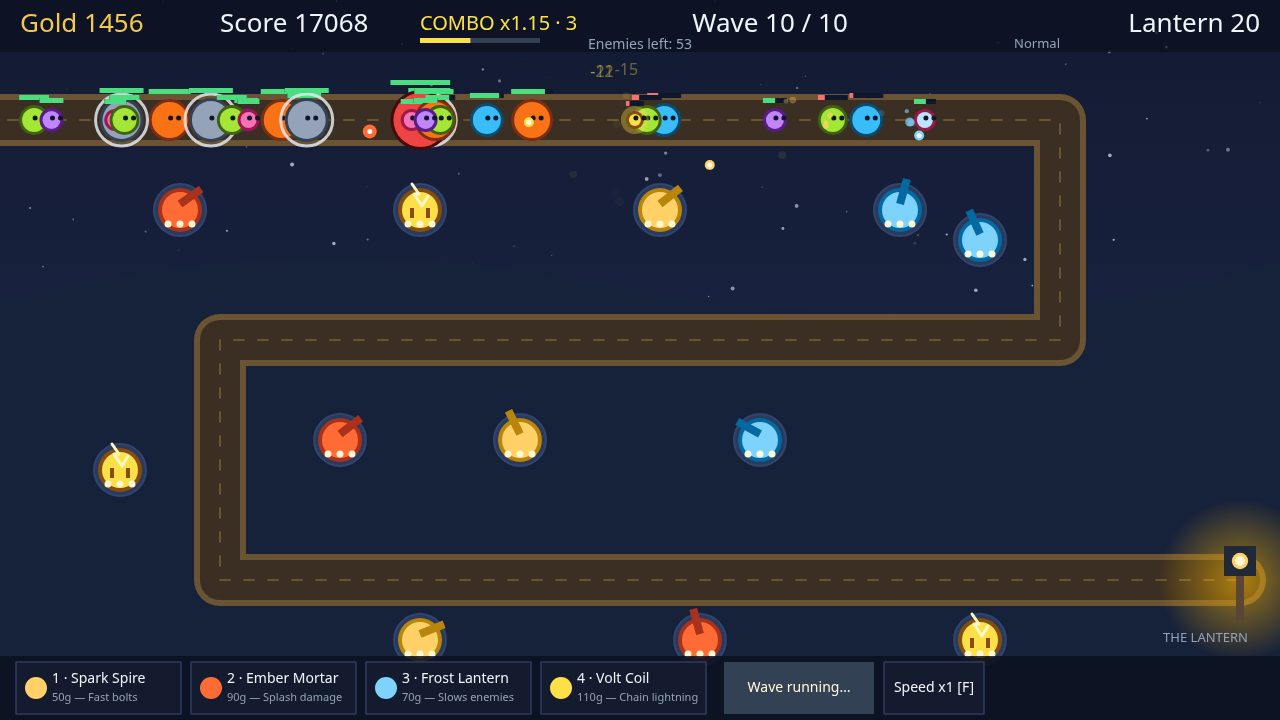 Gold 1456
Score 17068
COMBO x1.15 · 3
Wave 10 / 10
Lantern 20
Enemies left: 53
Normal
-15
THE LANTERN
1 · Spark Spire
50g — Fast bolts
2 · Ember Mortar
90g — Splash damage
3 · Frost Lantern
70g — Slows enemies
4 · Volt Coil
110g — Chain lightning
Wave running...
Speed x1 [F]